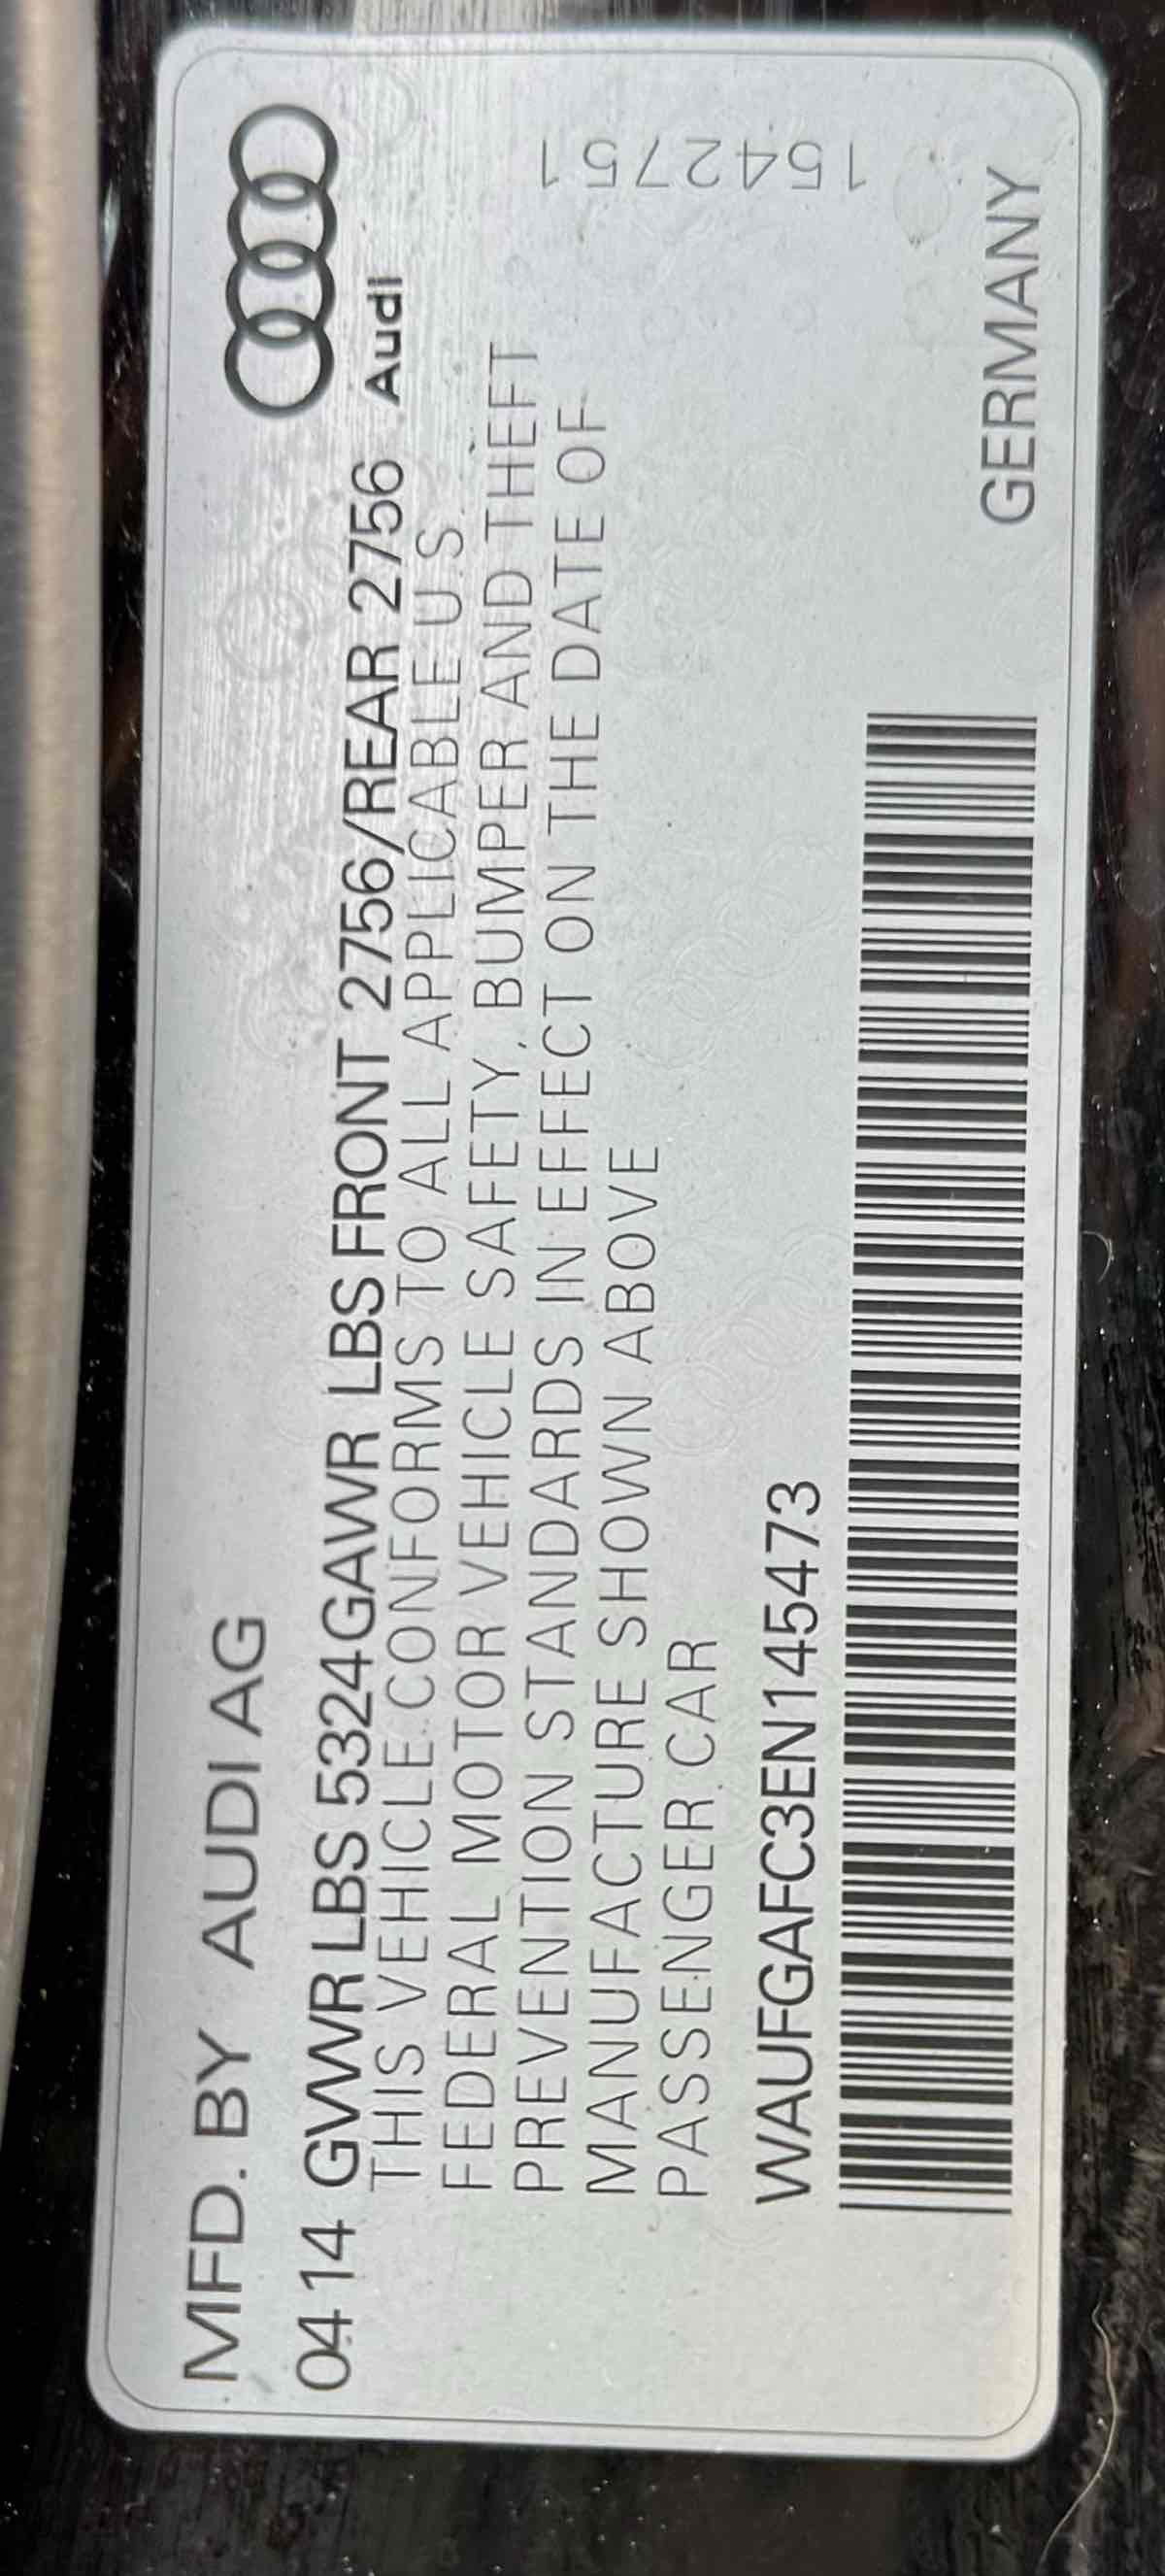 MFD. BY AUDI AG
04 14 GVWR LBS 5324 GAWR LBS FRONT 2756/REAR 2756 Audi
THIS VEHICLE CONFORMS TO ALL APPLICABLE U.S.
FEDERAL MOTOR VEHICLE SAFETY, BUMPER AND THEFT
PREVENTION STANDARDS IN EFFECT ON THE DATE OF
MANUFACTURE SHOWN ABOVE
PASSENGER CAR
1542751
WAUFGAFC3EN145473
GERMANY